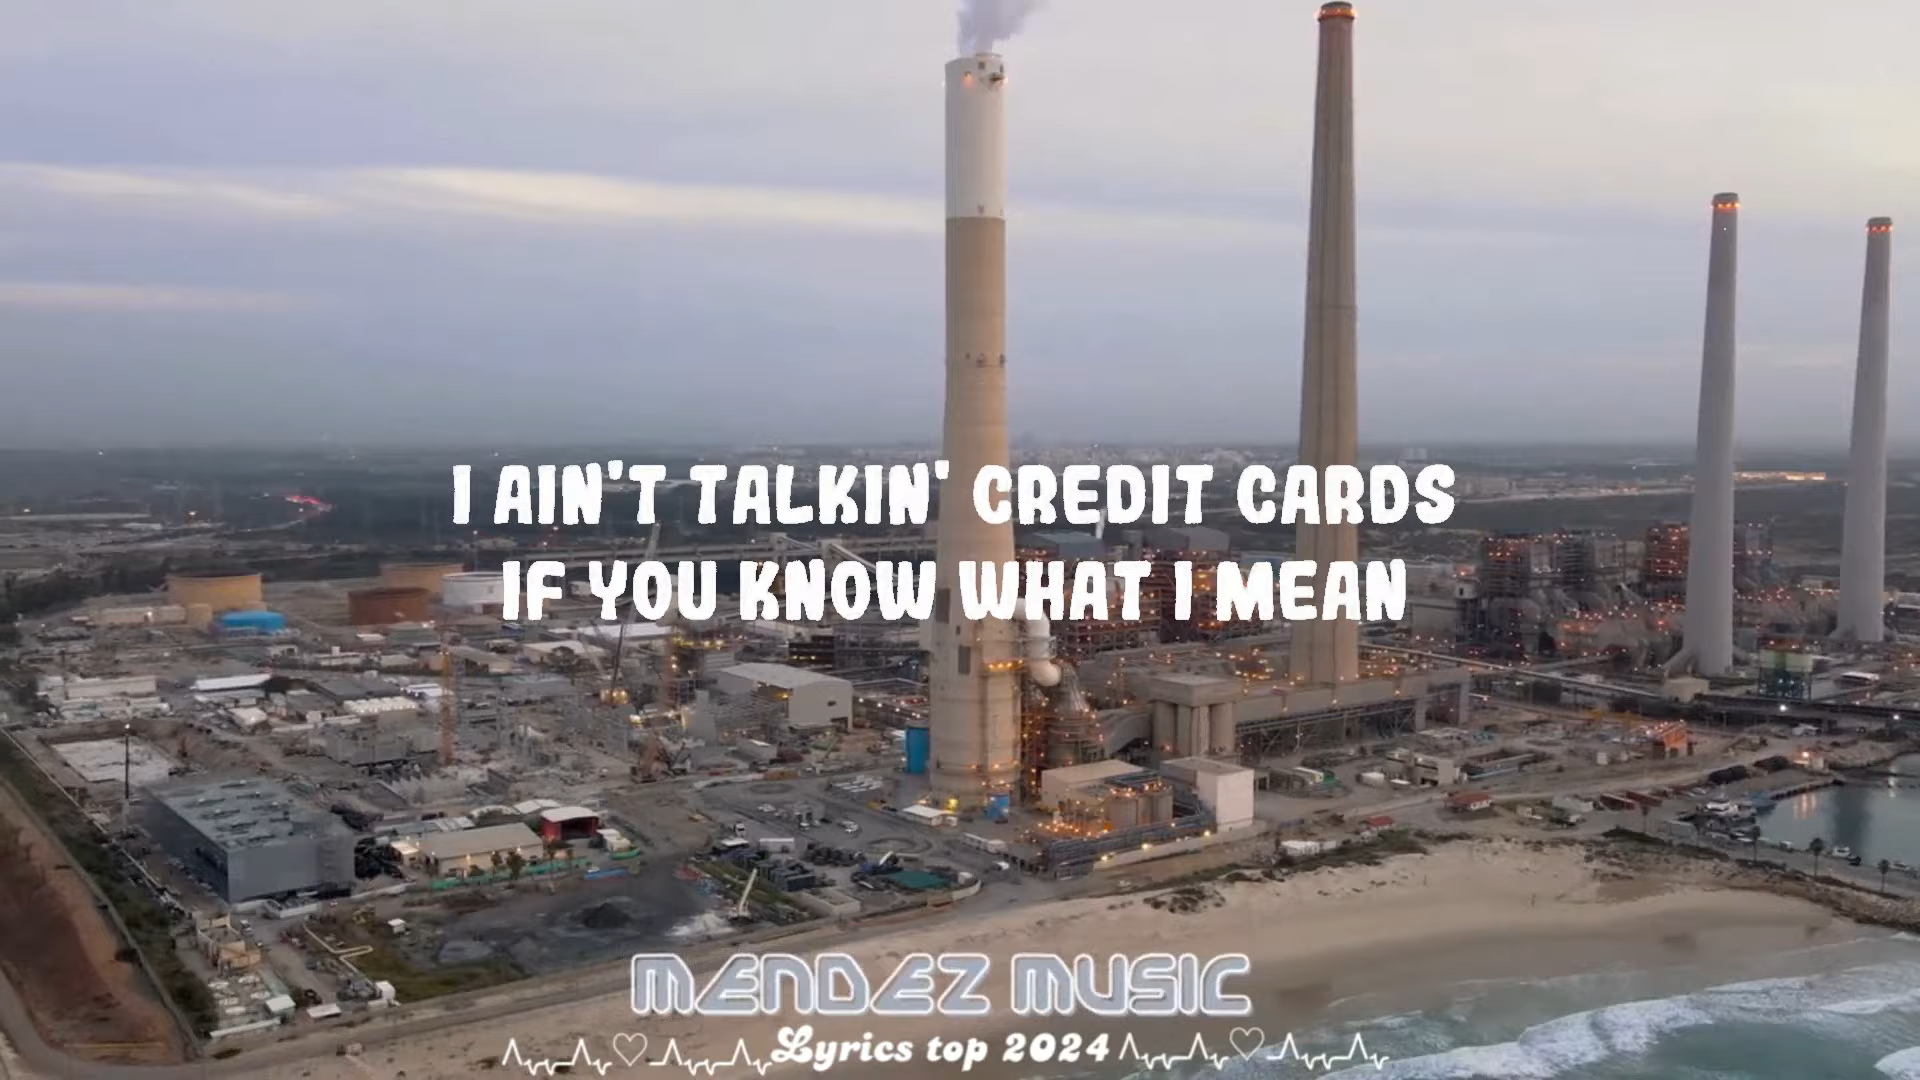 I AIN'T TALKIN' CREDIT CARDS
IF YOU KNOW WHAT I MEAN
MENDEZ MUSIC
Lyrics top 2024